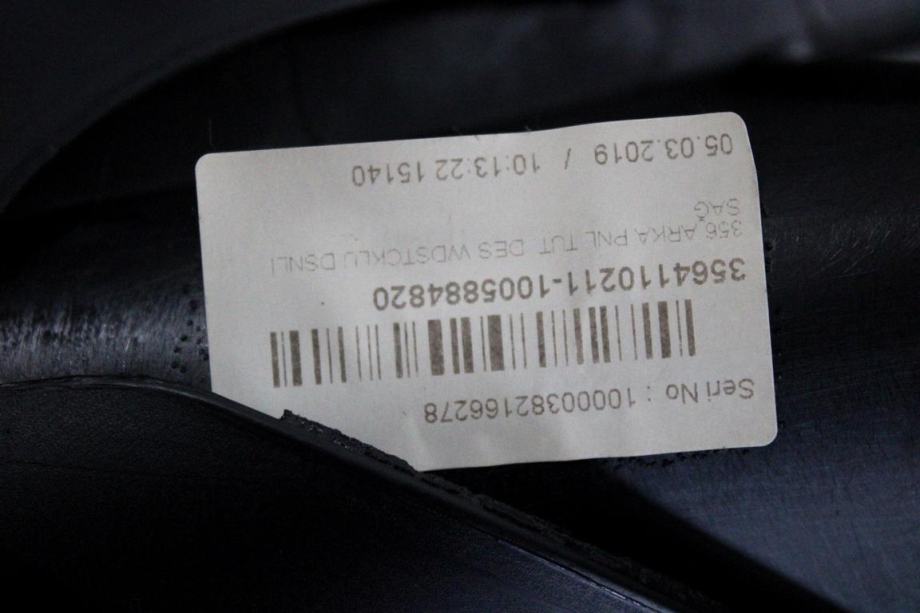 Seri No : 10000382166278
3564110211-1005884820
356 ARKA PNL TUT. DES WDSTCKLU DSNLI
SAĞ
05.03.2019 / 10:13:22 15140